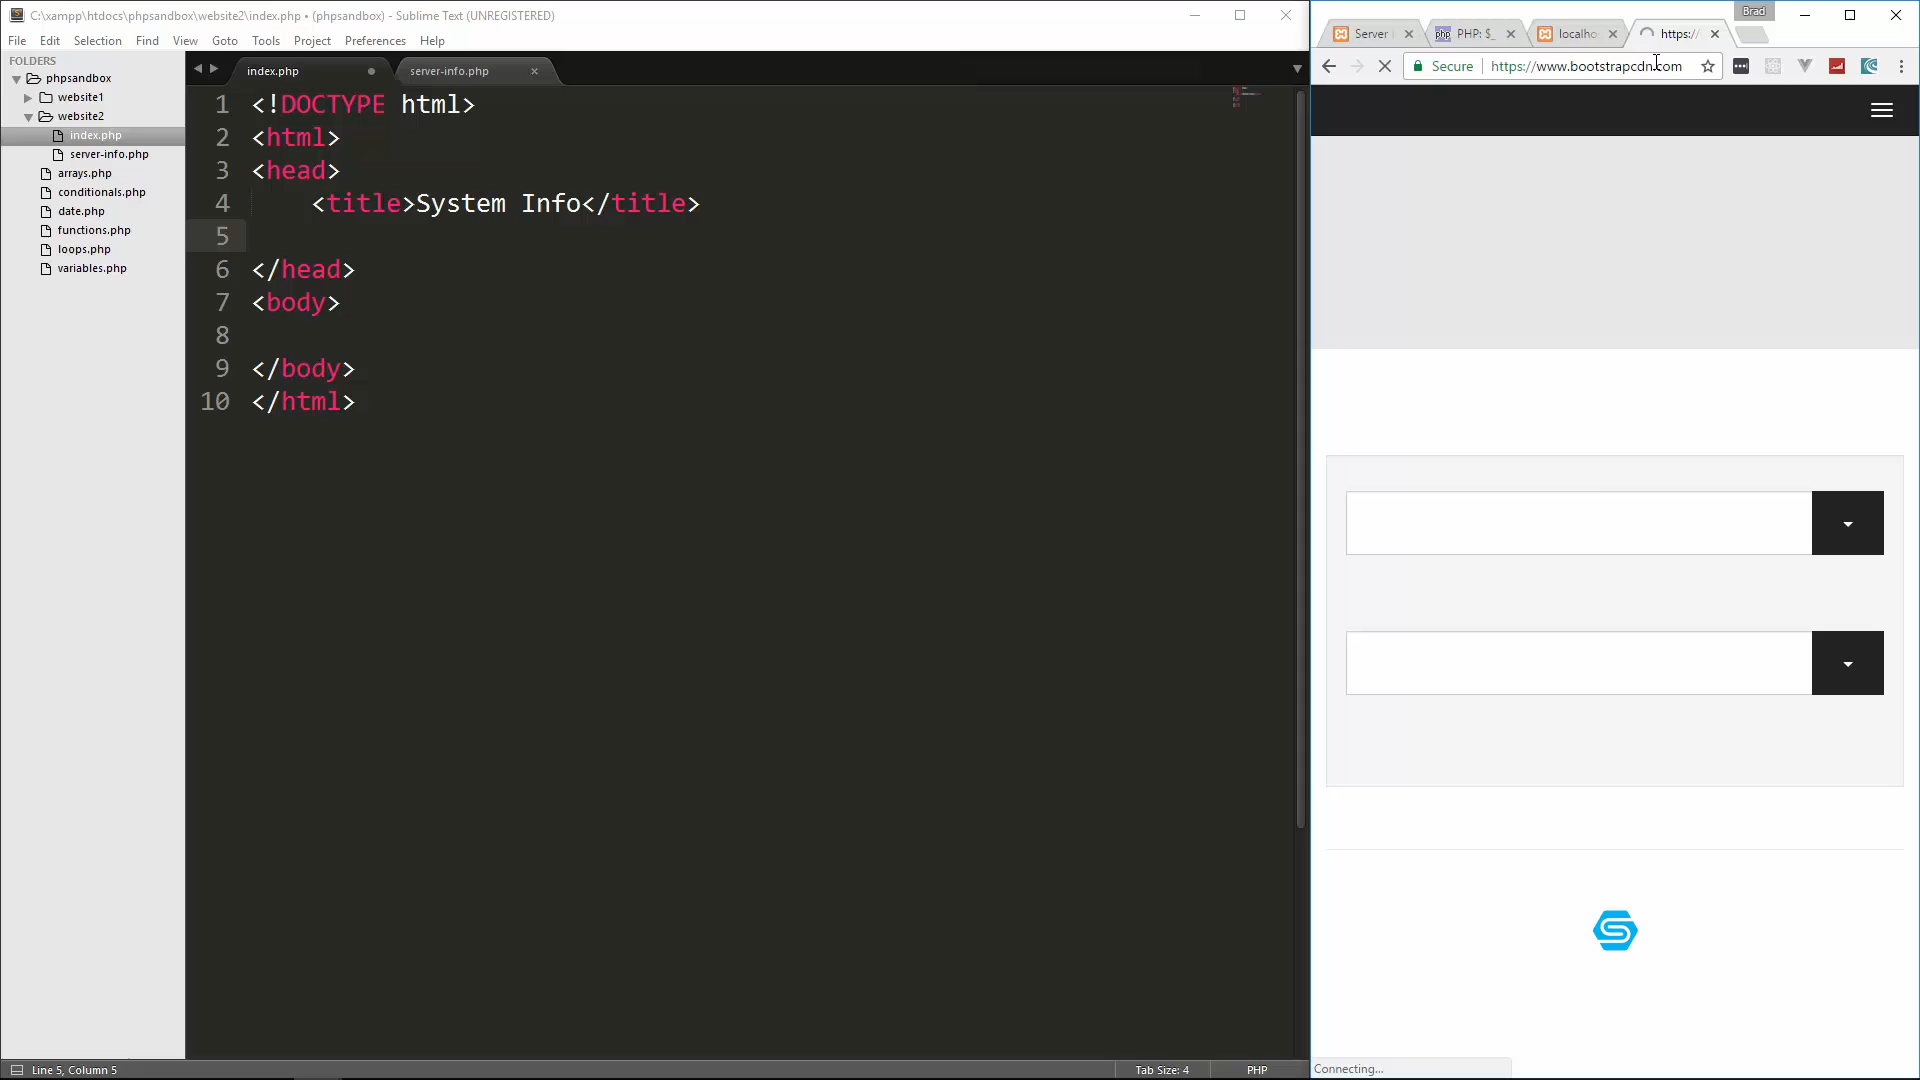 C:\xampp\htdocs\phpsandbox\website2\index.php • (phpsandbox) - Sublime Text (UNREGISTERED)
File Edit Selection Find View Goto Tools Project Preferences Help
FOLDERS
phpsandbox
website1
website2
index.php
server-info.php
arrays.php
conditionals.php
date.php
functions.php
loops.php
variables.php
index.php
server-info.php
1 <!DOCTYPE html>
2 <html>
3 <head>
4 <title>System Info</title>
5
6 </head>
7 <body>
8
9 </body>
10 </html>
Line 5, Column 5
Tab Size: 4
PHP
Brad
Server
php PHP: $_
localho
https:/
Secure https://www.bootstrapcdn.com
Connecting...